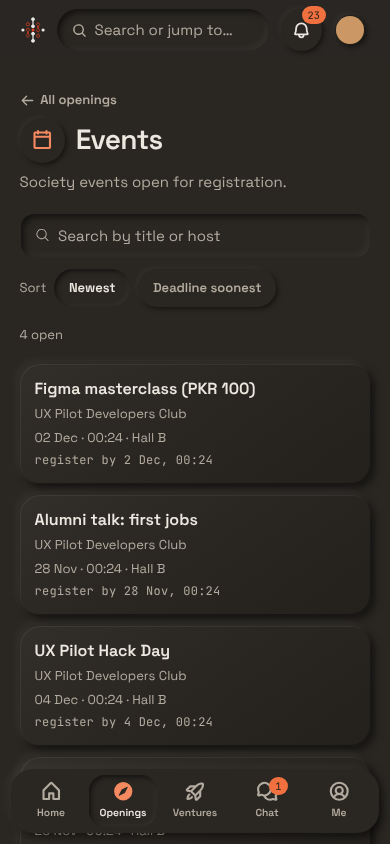 Search or jump to...
23
All openings
Events
Society events open for registration.
Search by title or host
Sort Newest Deadline soonest
4 open
Figma masterclass (PKR 100)
UX Pilot Developers Club
02 Dec · 00:24 · Hall B
register by 2 Dec, 00:24
Alumni talk: first jobs
UX Pilot Developers Club
28 Nov · 00:24 · Hall B
register by 28 Nov, 00:24
UX Pilot Hack Day
UX Pilot Developers Club
04 Dec · 00:24 · Hall B
register by 4 Dec, 00:24
1
Home Openings Ventures Chat Me